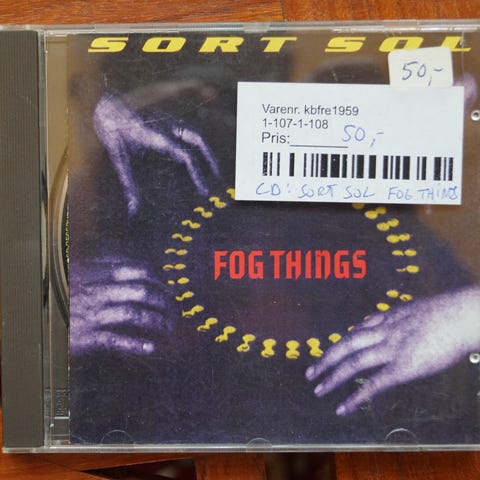 SORT SOL
50,-
Varenr. kbfre1959
1-107-1-108
Pris: 50,-
CD: SORT SOL FOG THINGS
FOG THINGS